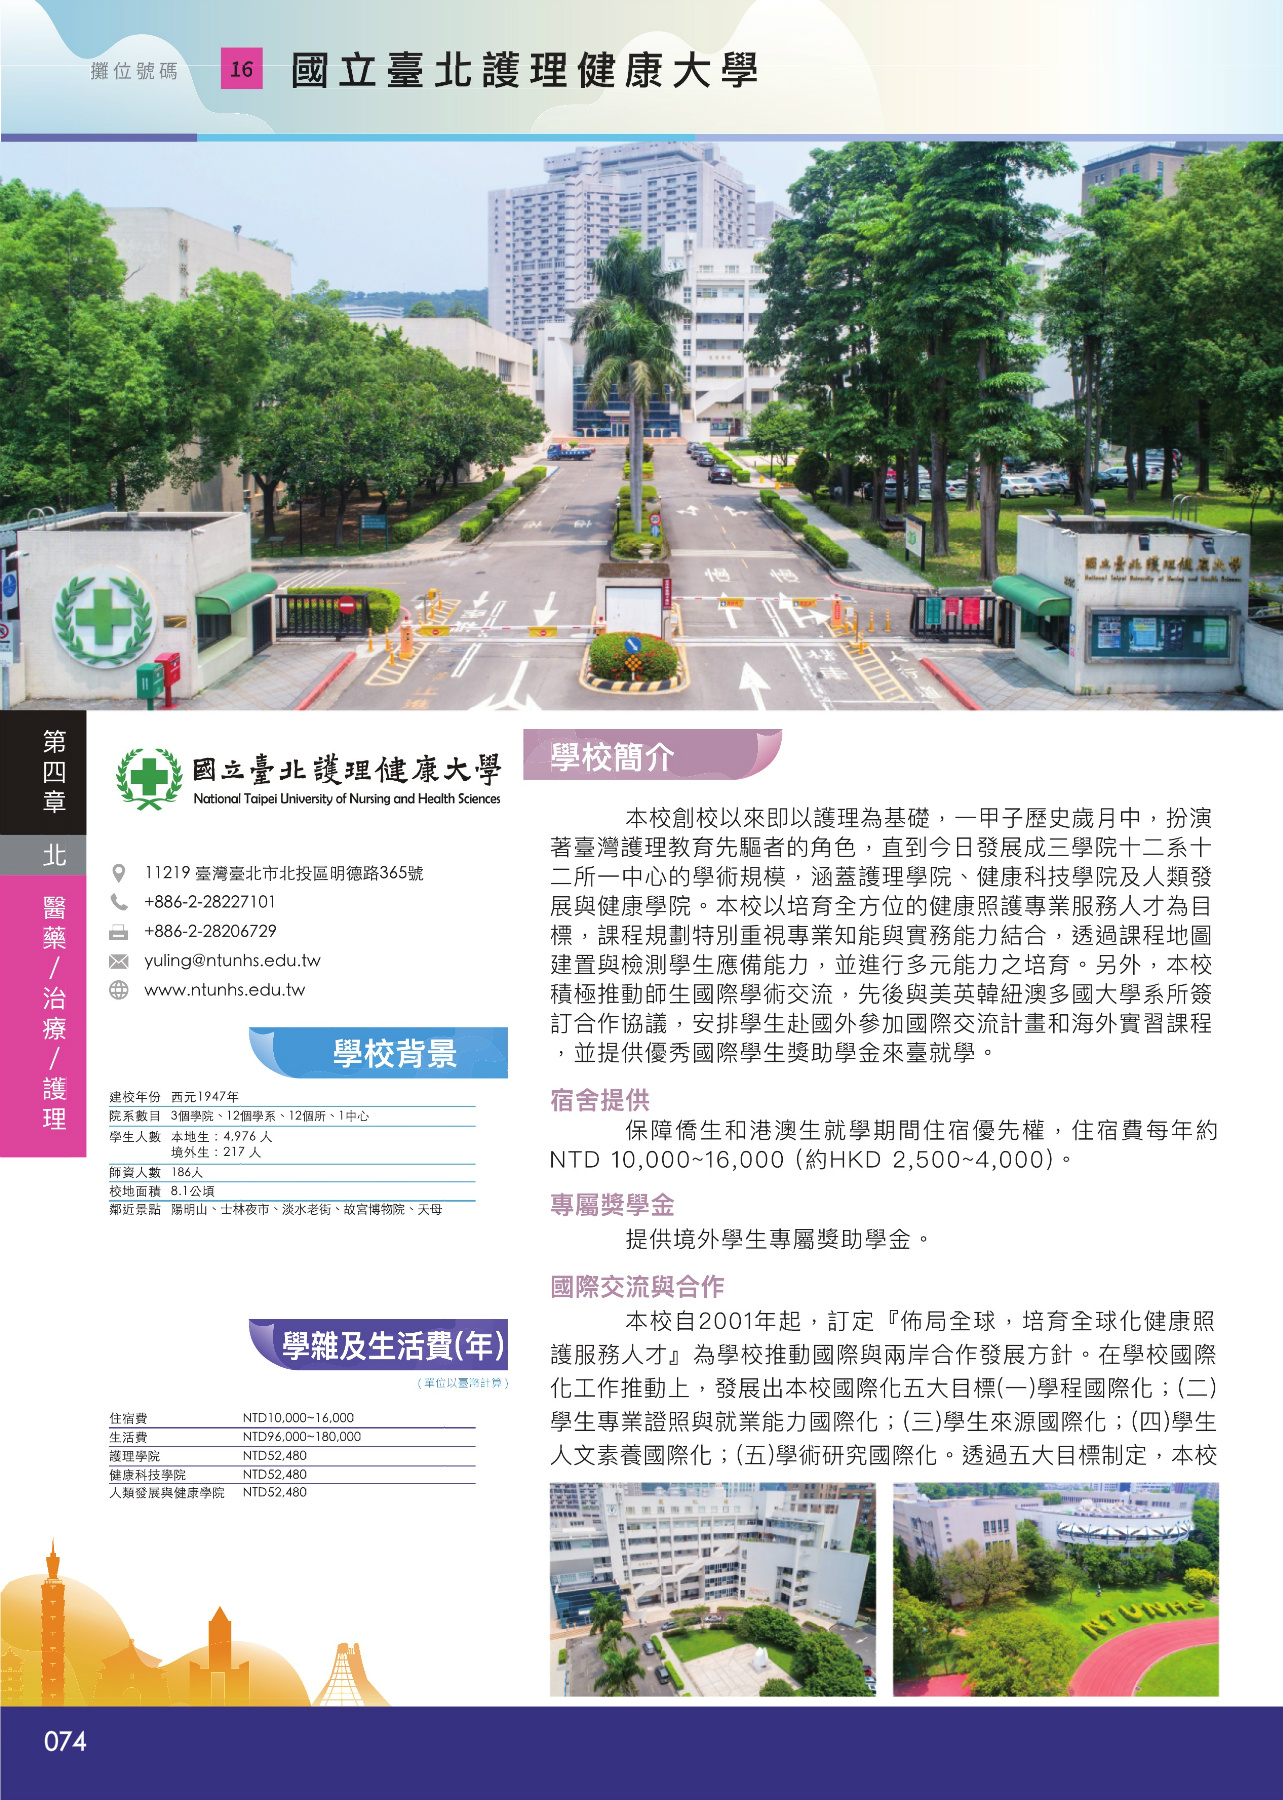 攤位號碼 16 國立臺北護理健康大學
國立臺北護理健康大學
National Taipei University of Nursing and Health Sciences
第四章
北
醫藥/治療/護理
國立臺北護理健康大學
National Taipei University of Nursing and Health Sciences
11219 臺灣臺北市北投區明德路365號
+886-2-28227101
+886-2-28206729
yuling@ntunhs.edu.tw
www.ntunhs.edu.tw
學校背景
建校年份 西元1947年
院系數目 3個學院、12個學系、12個所、1中心
學生人數 本地生：4,976 人
境外生：217 人
師資人數 186人
校地面積 8.1公頃
鄰近景點 陽明山、士林夜市、淡水老街、故宮博物院、天母
學雜及生活費(年)
(單位以臺幣計算)
住宿費 NTD10,000~16,000
生活費 NTD96,000~180,000
護理學院 NTD52,480
健康科技學院 NTD52,480
人類發展與健康學院 NTD52,480
學校簡介
本校創校以來即以護理為基礎，一甲子歷史歲月中，扮演
著臺灣護理教育先驅者的角色，直到今日發展成三學院十二系十
二所一中心的學術規模，涵蓋護理學院、健康科技學院及人類發
展與健康學院。本校以培育全方位的健康照護專業服務人才為目
標，課程規劃特別重視專業知能與實務能力結合，透過課程地圖
建置與檢測學生應備能力，並進行多元能力之培育。另外，本校
積極推動師生國際學術交流，先後與美英韓紐澳多國大學系所簽
訂合作協議，安排學生赴國外參加國際交流計畫和海外實習課程
，並提供優秀國際學生獎助學金來臺就學。
宿舍提供
保障僑生和港澳生就學期間住宿優先權，住宿費每年約
NTD 10,000~16,000 (約HKD 2,500~4,000)。
專屬獎學金
提供境外學生專屬獎助學金。
國際交流與合作
本校自2001年起，訂定『佈局全球，培育全球化健康照
護服務人才』為學校推動國際與兩岸合作發展方針。在學校國際
化工作推動上，發展出本校國際化五大目標(一)學程國際化；(二)
學生專業證照與就業能力國際化；(三)學生來源國際化；(四)學生
人文素養國際化；(五)學術研究國際化。透過五大目標制定，本校
NTUNHS
074